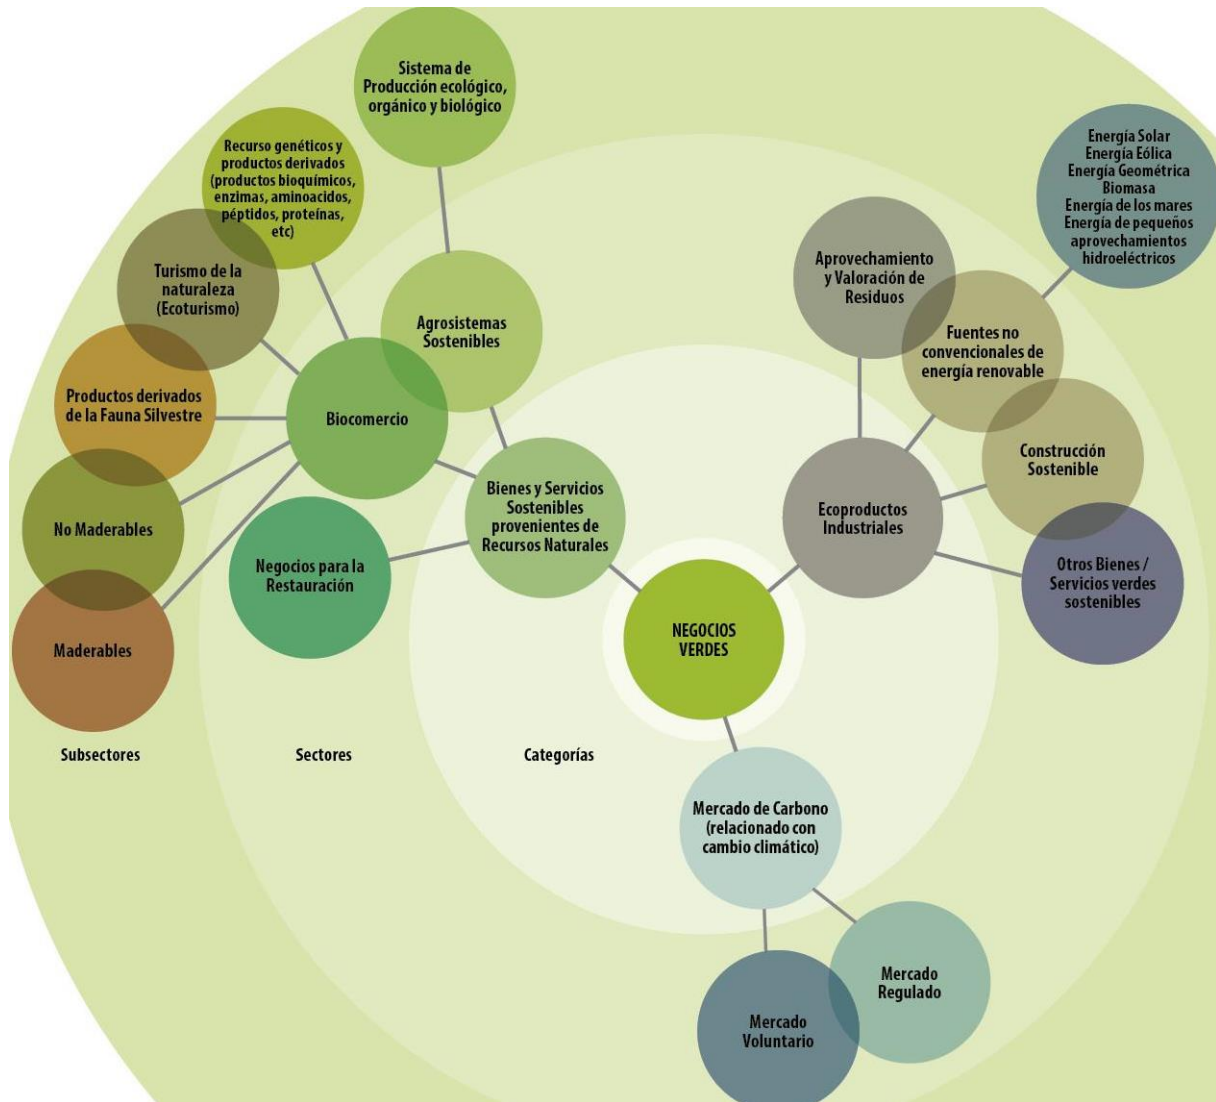 Sistema de
Producción ecológico,
orgánico y biológico
Recurso genéticos y
productos derivados
(productos bioquímicos,
enzimas, aminoacidos,
péptidos, proteínas,
etc)
Turismo de la
naturaleza
(Ecoturismo)
Agrosistemas
Sostenibles
Productos derivados
de la Fauna Silvestre
Biocomercio
No Maderables
Bienes y Servicios
Sostenibles
provenientes de
Recursos Naturales
Negocios para la
Restauración
Maderables
Energía Solar
Energía Eólica
Energía Geométrica
Biomasa
Energía de los mares
Energía de pequeños
aprovechamientos
hidroeléctricos
Aprovechamiento
y Valoración de
Residuos
Fuentes no
convencionales de
energía renovable
Construcción
Sostenible
Ecoproductos
Industriales
Otros Bienes /
Servicios verdes
sostenibles
NEGOCIOS
VERDES
Subsectores
Sectores
Categorías
Mercado de Carbono
(relacionado con
cambio climático)
Mercado
Regulado
Mercado
Voluntario